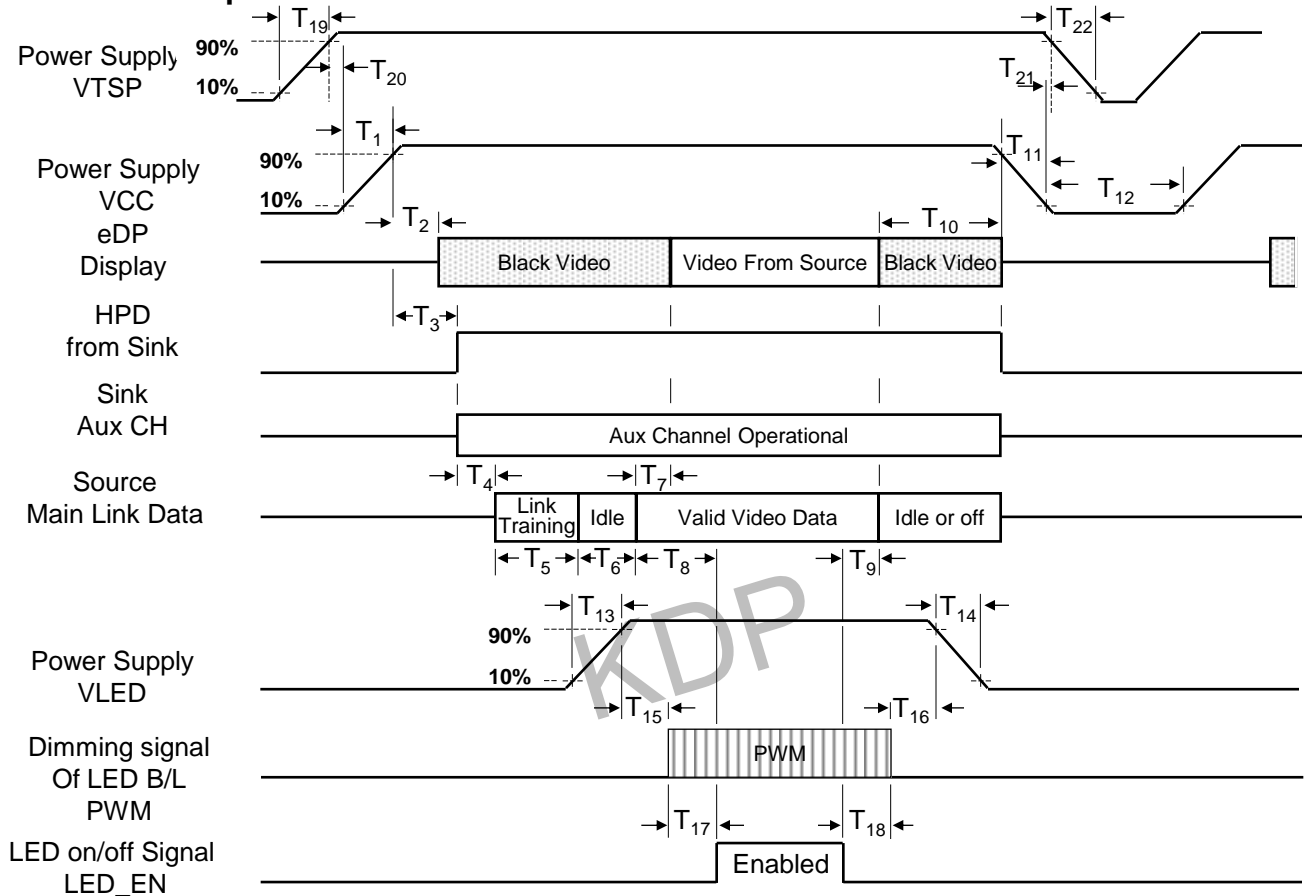 T19
T22
90%
Power Supply
VTSP
T20
T21
10%
T1
90%
T11
Power Supply
VCC
10%
T12
T2
T10
eDP
Display
Black Video
Video From Source
Black Video
HPD
from Sink
T3
Sink
Aux CH
Aux Channel Operational
Source
Main Link Data
T4
T7
Link
Training
Idle
Valid Video Data
Idle or off
T5
T6
T8
T9
T13
T14
90%
KDP
Power Supply
VLED
10%
T15
T16
Dimming signal
Of LED B/L
PWM
PWM
T17
T18
LED on/off Signal
LED_EN
Enabled